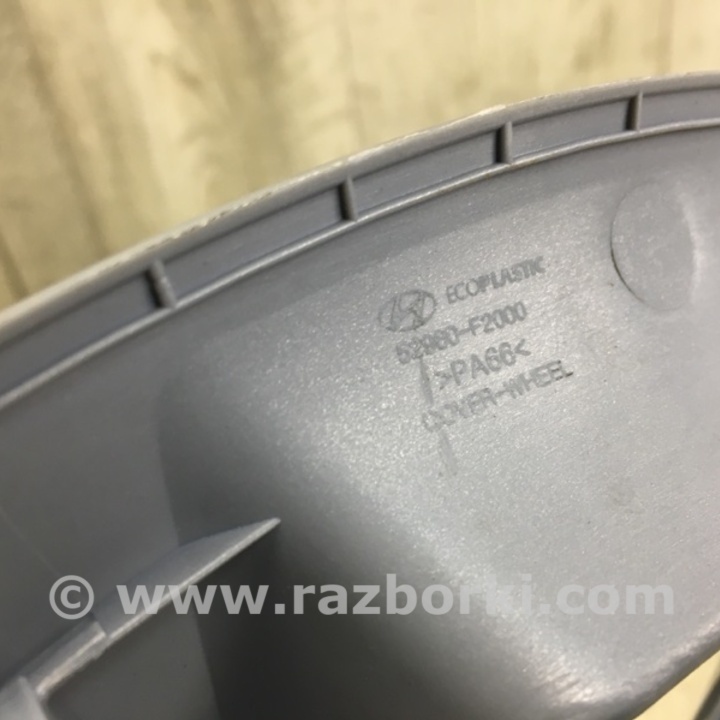 ECOPLASTIC
52960-F2000
>PA66<
COVER-WHEEL
© www.razborki.com